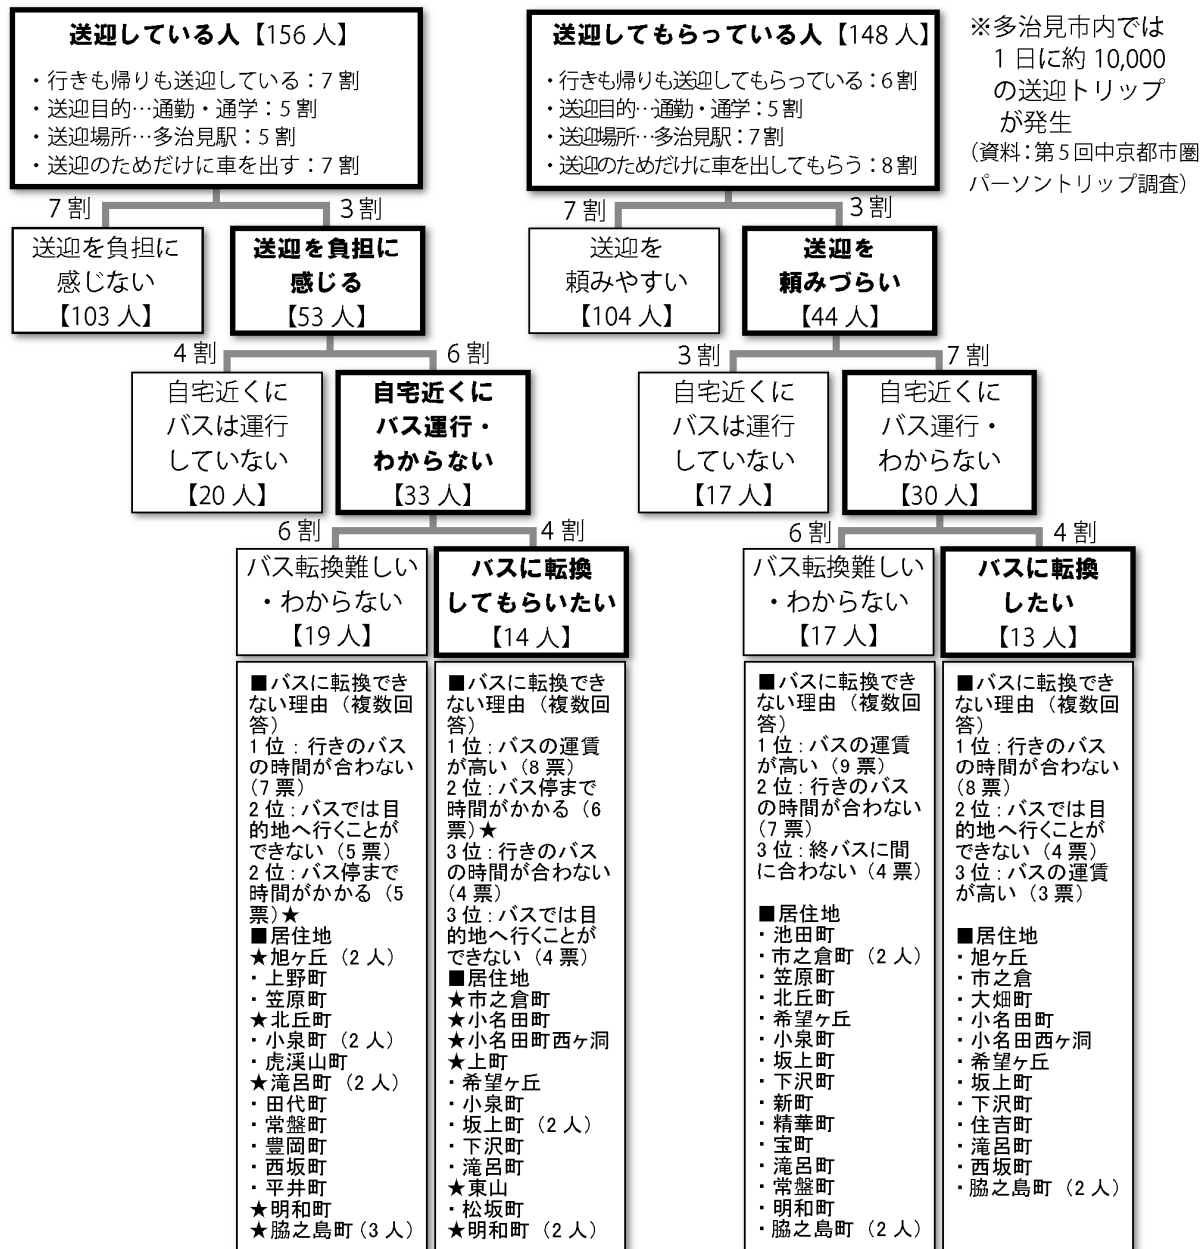 送迎している人【156 人】
・行きも帰りも送迎している：7 割
・送迎目的…通勤・通学：5 割
・送迎場所…多治見駅：5 割
・送迎のためだけに車を出す：7 割
送迎してもらっている人【148 人】
・行きも帰りも送迎してもらっている：6 割
・送迎目的…通勤・通学：5 割
・送迎場所…多治見駅：7 割
・送迎のためだけに車を出してもらう：8 割
※多治見市内では
1 日に約 10,000
の送迎トリップ
が発生
（資料：第５回中京都市圏
パーソントリップ調査）
7 割
3 割
7 割
3 割
送迎を負担に
感じない
【103 人】
送迎を負担に
感じる
【53 人】
送迎を
頼みやすい
【104 人】
送迎を
頼みづらい
【44 人】
4 割
6 割
3 割
7 割
自宅近くに
バスは運行
していない
【20 人】
自宅近くに
バス運行・
わからない
【33 人】
自宅近くに
バスは運行
していない
【17 人】
自宅近くに
バス運行・
わからない
【30 人】
6 割
4 割
6 割
4 割
バス転換難しい
・わからない
【19 人】
バスに転換
してもらいたい
【14 人】
バス転換難しい
・わからない
【17 人】
バスに転換
したい
【13 人】
■バスに転換でき
ない理由（複数回
答）
1 位：行きのバス
の時間が合わない
（7 票）
2 位：バスでは目
的地へ行くことが
できない（5 票）
2 位：バス停まで
時間がかかる（5
票）★
■居住地
★旭ヶ丘（2 人）
・上野町
・笠原町
★北丘町
・小泉町（2 人）
・虎渓山町
★滝呂町（2 人）
・田代町
・常盤町
・豊岡町
・西坂町
・平井町
★明和町
★脇之島町（3 人）
■バスに転換でき
ない理由（複数回
答）
1 位：バスの運賃
が高い（8 票）
2 位：バス停まで
時間がかかる（6
票）★
3 位：行きのバス
の時間が合わない
（4 票）
3 位：バスでは目
的地へ行くことが
できない（4 票）
■居住地
★市之倉町
★小名田町
★小名田町西ヶ洞
★上町
・希望ヶ丘
・小泉町
・坂上町（2 人）
・下沢町
・滝呂町
★東山
・松坂町
★明和町（2 人）
■バスに転換でき
ない理由（複数回
答）
1 位：バスの運賃
が高い（9 票）
2 位：行きのバス
の時間が合わない
（7 票）
3 位：終バスに間
に合わない（4 票）
■居住地
・池田町
・市之倉町（2 人）
・笠原町
・北丘町
・希望ヶ丘
・小泉町
・坂上町
・下沢町
・新町
・精華町
・宝町
・滝呂町
・常盤町
・明和町
・脇之島町（2 人）
■バスに転換でき
ない理由（複数回
答）
1 位：行きのバス
の時間が合わない
（8 票）
2 位：バスでは目
的地へ行くことが
できない（4 票）
3 位：バスの運賃
が高い（3 票）
■居住地
・旭ヶ丘
・市之倉
・大畑町
・小名田町
・小名田西ヶ洞
・希望ヶ丘
・坂上町
・下沢町
・住吉町
・滝呂町
・西坂町
・脇之島町（2 人）